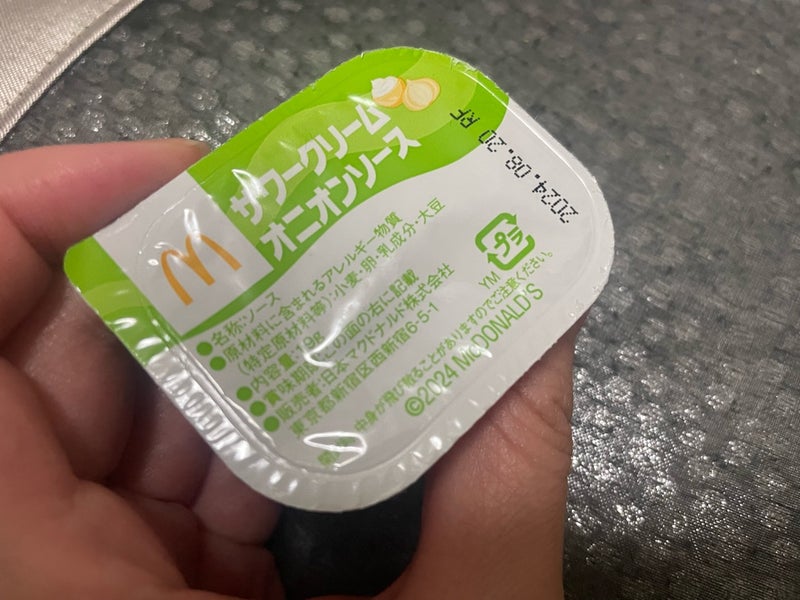 サワークリーム
オニオンソース
2024.08.20 RF
●名称:ソース
●原材料に含まれるアレルギー物質
(特定原材料等):小麦・卵・乳成分・大豆
●内容量:19g
●賞味期限:この面の右に記載
●販売者:日本マクドナルド株式会社
東京都新宿区西新宿6-5-1
中身が飛び散ることがありますのでご注意ください。
©2024 McDONALD'S
プラ
YM